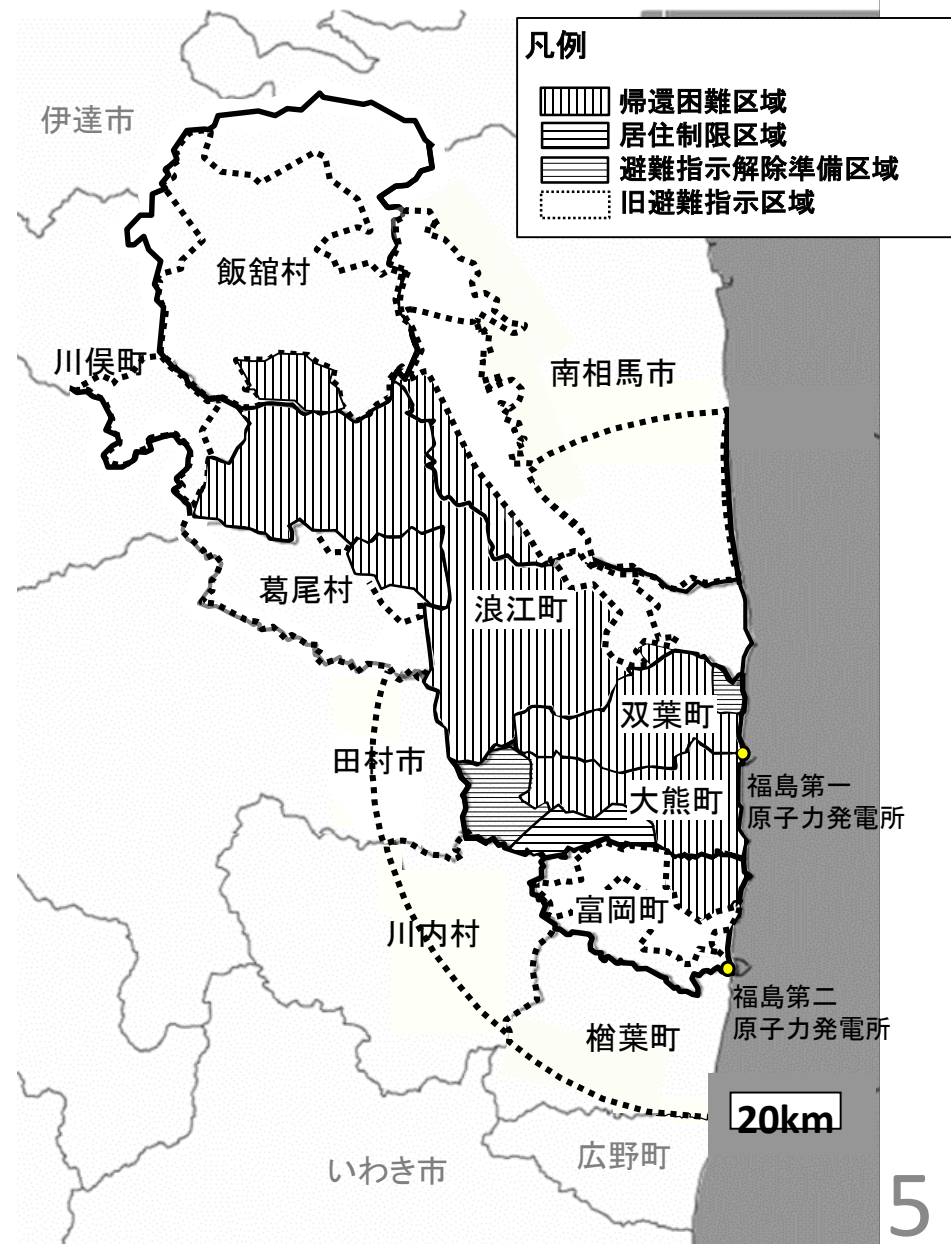 凡例
帰還困難区域
居住制限区域
避難指示解除準備区域
旧避難指示区域
伊達市
飯舘村
川俣町
南相馬市
葛尾村
浪江町
双葉町
田村市
大熊町
福島第一
原子力発電所
富岡町
川内村
福島第二
原子力発電所
楢葉町
20km
広野町
いわき市
5